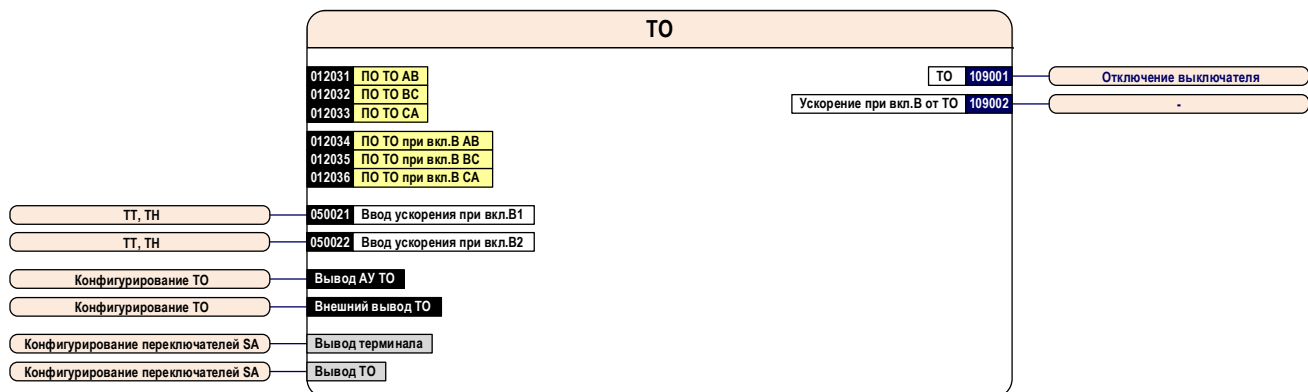 ТО
012031 ПО ТО АВ
012032 ПО ТО ВС
012033 ПО ТО СА
ТО 109001 Отключение выключателя
Ускорение при вкл.В от ТО 109002 -
012034 ПО ТО при вкл.В АВ
012035 ПО ТО при вкл.В ВС
012036 ПО ТО при вкл.В СА
ТТ, ТН 050021 Ввод ускорения при вкл.В1
ТТ, ТН 050022 Ввод ускорения при вкл.В2
Конфигурирование ТО Вывод АУ ТО
Конфигурирование ТО Внешний вывод ТО
Конфигурирование переключателей SA Вывод терминала
Конфигурирование переключателей SA Вывод ТО